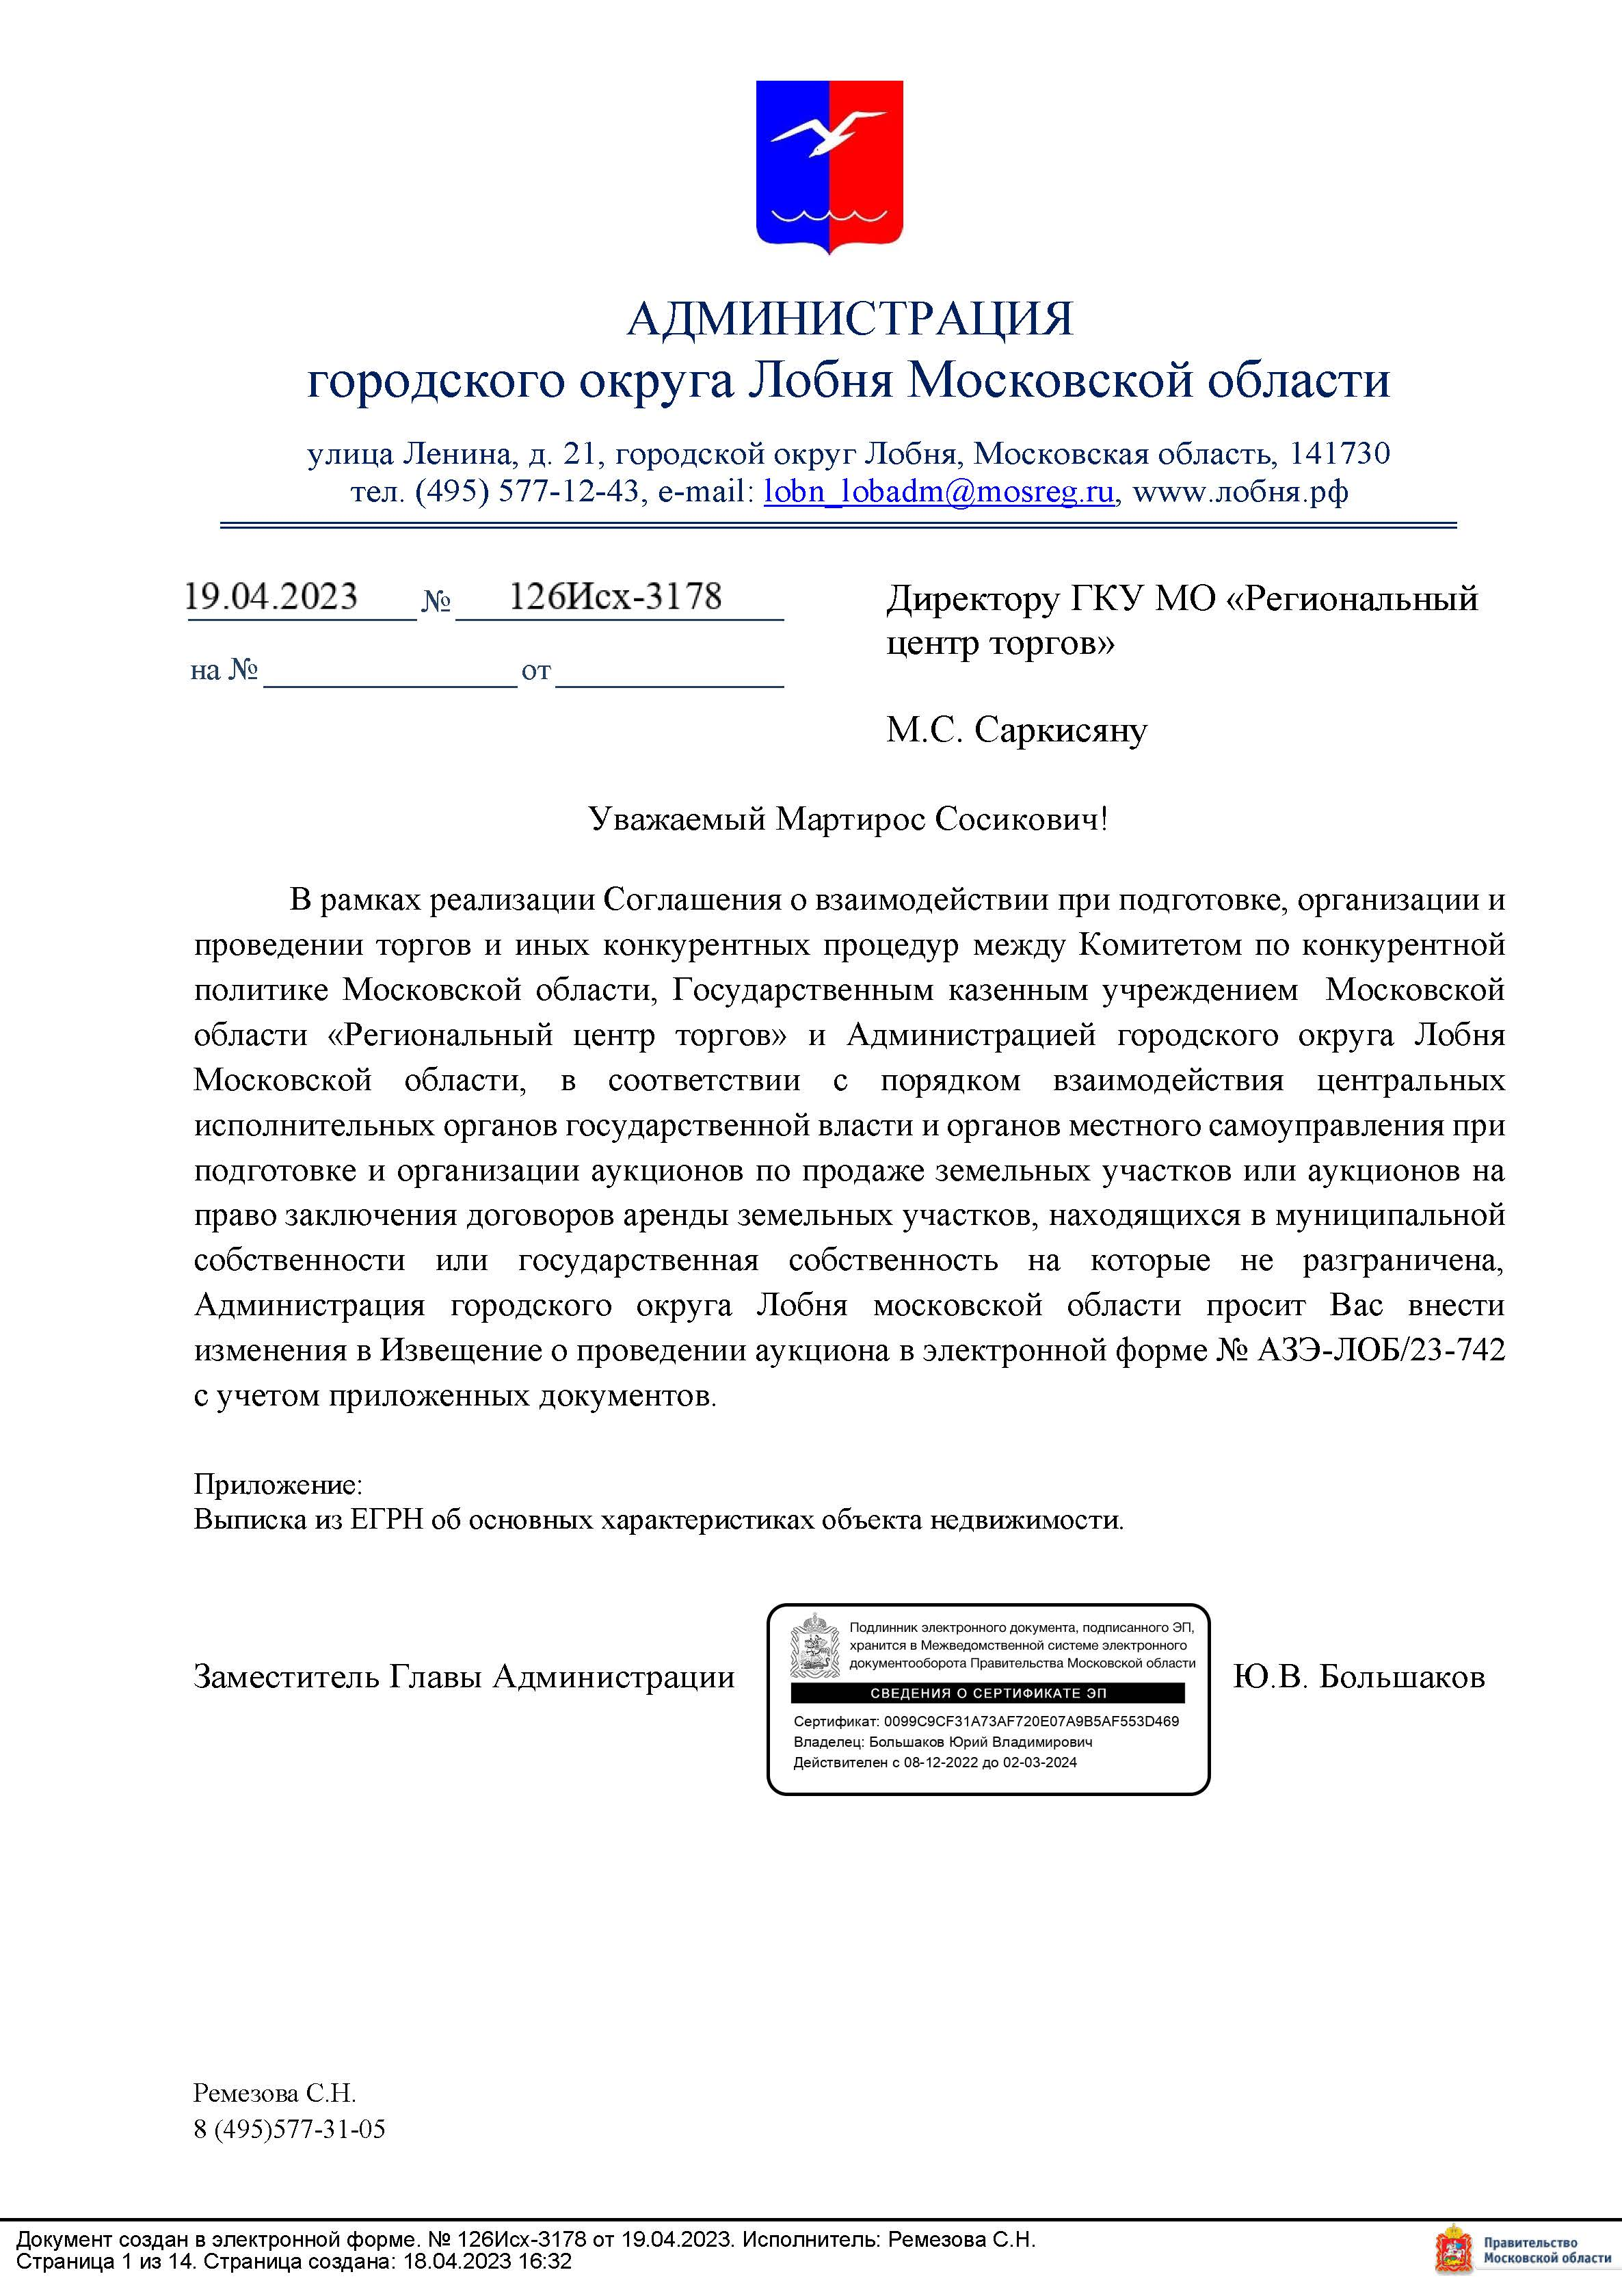 АДМИНИСТРАЦИЯ
городского округа Лобня Московской области
улица Ленина, д. 21, городской округ Лобня, Московская область, 141730
тел. (495) 577-12-43, e-mail: lobn_lobadm@mosreg.ru, www.лобня.рф
19.04.2023 № 126Исх-3178
на № от
Директору ГКУ МО «Региональный
центр торгов»
М.С. Саркисяну
Уважаемый Мартирос Сосикович!
В рамках реализации Соглашения о взаимодействии при подготовке, организации и
проведении торгов и иных конкурентных процедур между Комитетом по конкурентной
политике Московской области, Государственным казенным учреждением Московской
области «Региональный центр торгов» и Администрацией городского округа Лобня
Московской области, в соответствии с порядком взаимодействия центральных
исполнительных органов государственной власти и органов местного самоуправления при
подготовке и организации аукционов по продаже земельных участков или аукционов на
право заключения договоров аренды земельных участков, находящихся в муниципальной
собственности или государственная собственность на которые не разграничена,
Администрация городского округа Лобня московской области просит Вас внести
изменения в Извещение о проведении аукциона в электронной форме № АЗЭ-ЛОБ/23-742
с учетом приложенных документов.
Приложение:
Выписка из ЕГРН об основных характеристиках объекта недвижимости.
Заместитель Главы Администрации
Подлинник электронного документа, подписанного ЭП,
хранится в Межведомственной системе электронного
документооборота Правительства Московской области
СВЕДЕНИЯ О СЕРТИФИКАТЕ ЭП
Сертификат: 0099C9CF31A73AF720E07A9B5AF553D469
Владелец: Большаков Юрий Владимирович
Действителен с 08-12-2022 до 02-03-2024
Ю.В. Большаков
Ремезова С.Н.
8 (495)577-31-05
Документ создан в электронной форме. № 126Исх-3178 от 19.04.2023. Исполнитель: Ремезова С.Н.
Страница 1 из 14. Страница создана: 18.04.2023 16:32
Правительство
Московской области